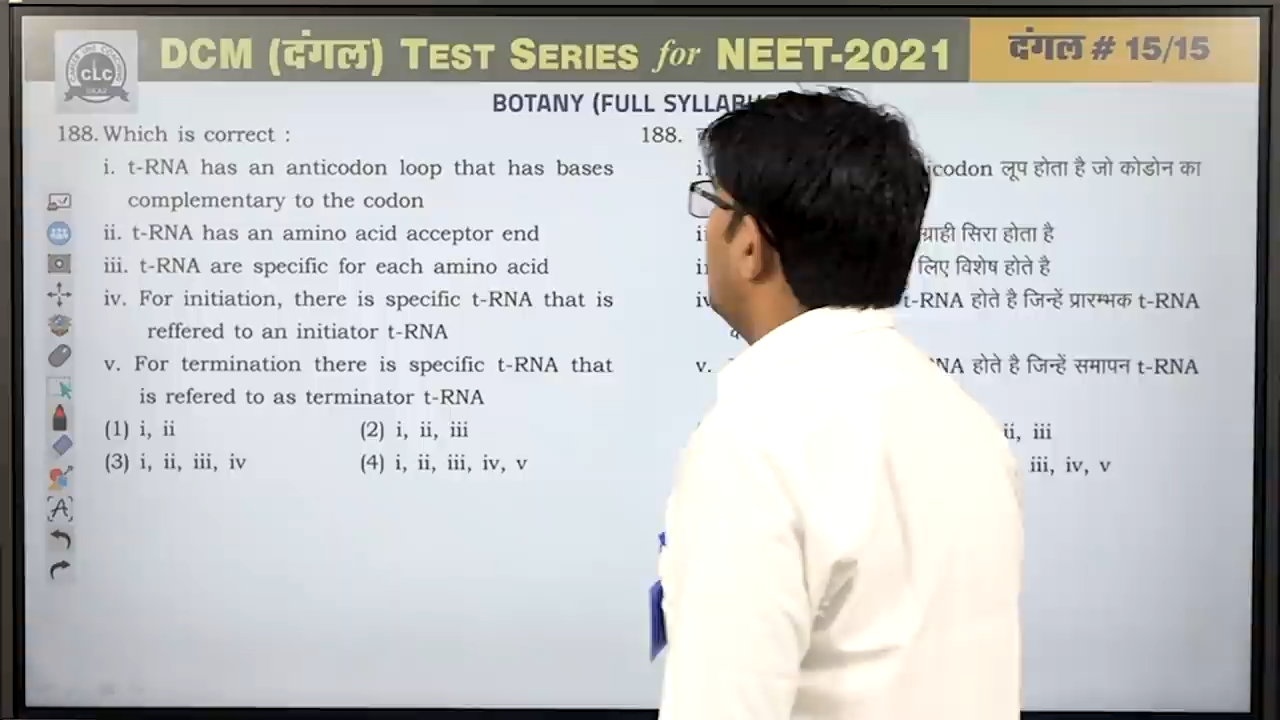 DCM (दंगल) TEST SERIES for NEET-2021
दंगल # 15/15
CLC
BOTANY (FULL SYLLABUS
188. Which is correct :
i. t-RNA has an anticodon loop that has bases
complementary to the codon
ii. t-RNA has an amino acid acceptor end
iii. t-RNA are specific for each amino acid
iv. For initiation, there is specific t-RNA that is
reffered to an initiator t-RNA
v. For termination there is specific t-RNA that
is refered to as terminator t-RNA
(1) i, ii (2) i, ii, iii
(3) i, ii, iii, iv (4) i, ii, iii, iv, v
188.
i. लूप होता है जो कोडोन का
सिरा होता है
लिए विशेष होते है
t-RNA होते है जिन्हें प्रारम्भक t-RNA
v. होते है जिन्हें समापन t-RNA
ii, iii
iii, iv, v